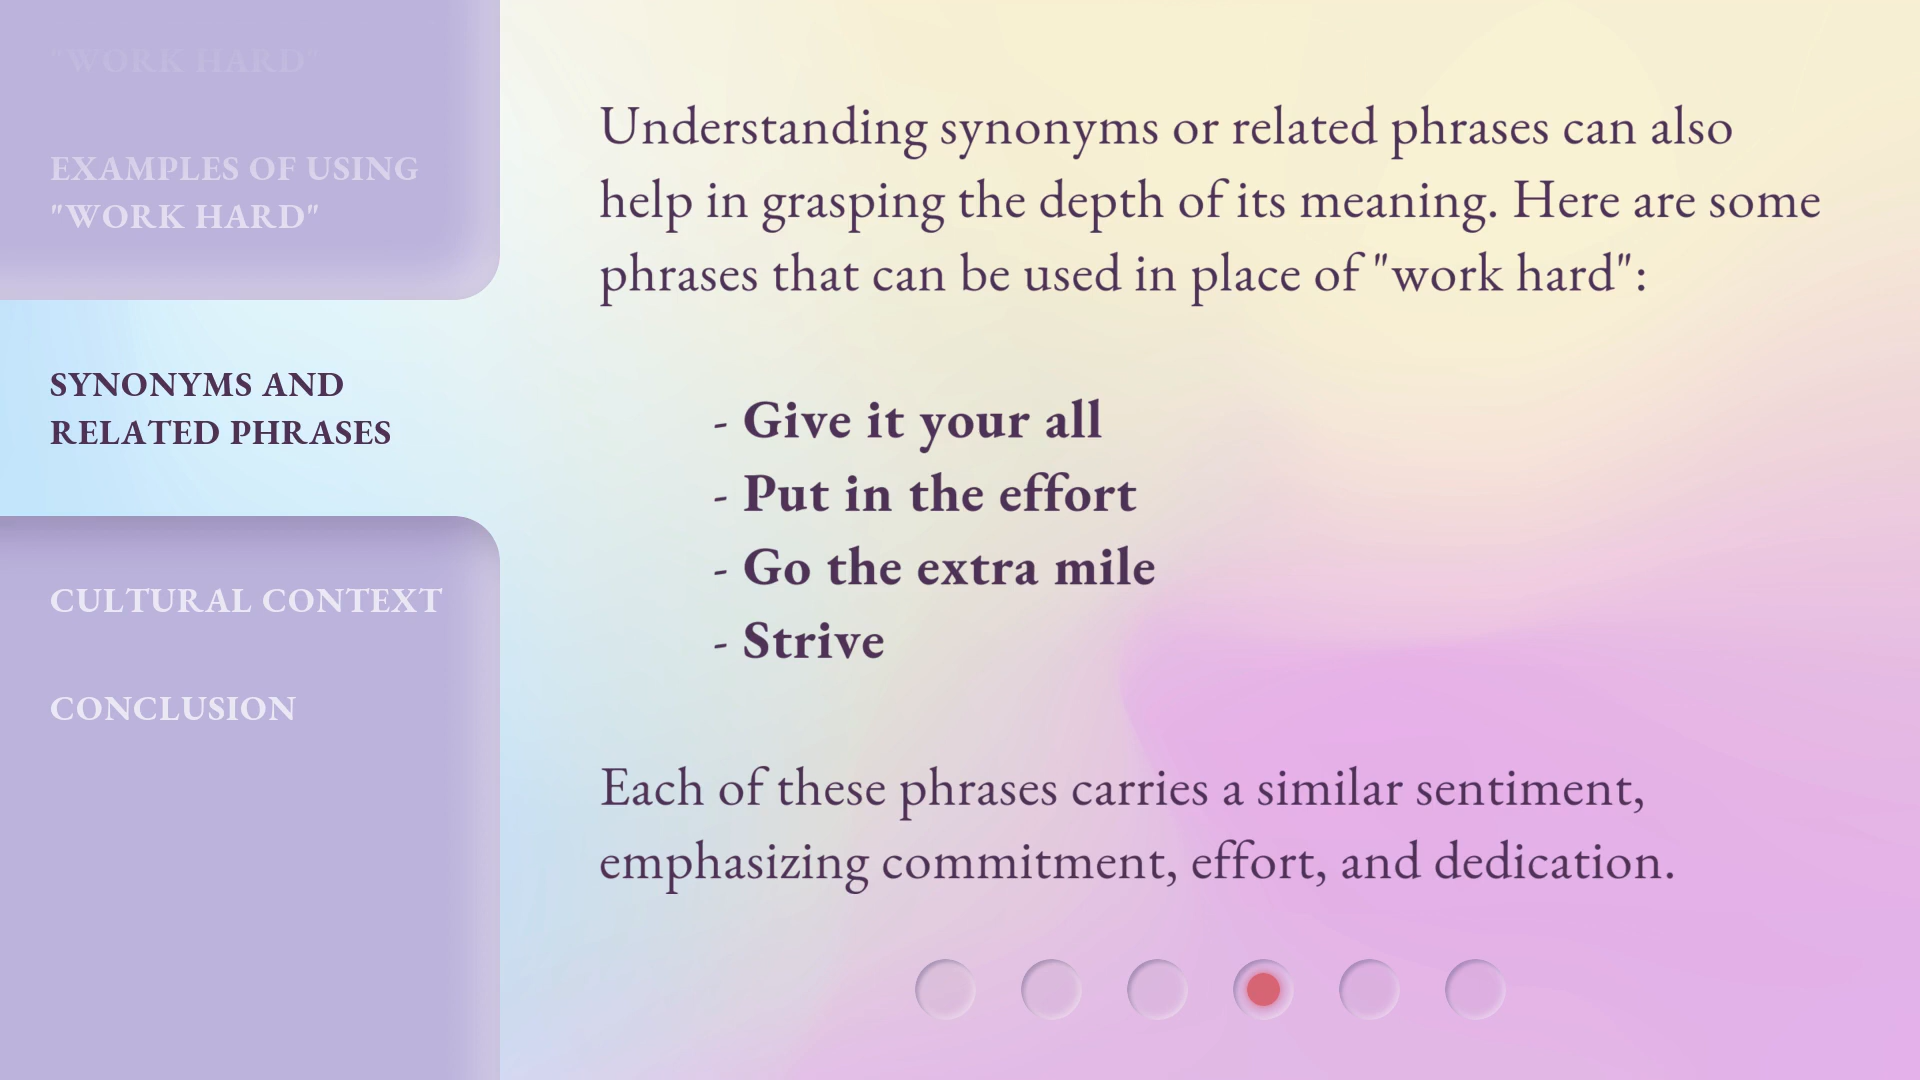 "WORK HARD"
EXAMPLES OF USING
"WORK HARD"
SYNONYMS AND
RELATED PHRASES
CULTURAL CONTEXT
CONCLUSION
Understanding synonyms or related phrases can also
help in grasping the depth of its meaning. Here are some
phrases that can be used in place of "work hard":
- Give it your all
- Put in the effort
- Go the extra mile
- Strive
Each of these phrases carries a similar sentiment,
emphasizing commitment, effort, and dedication.